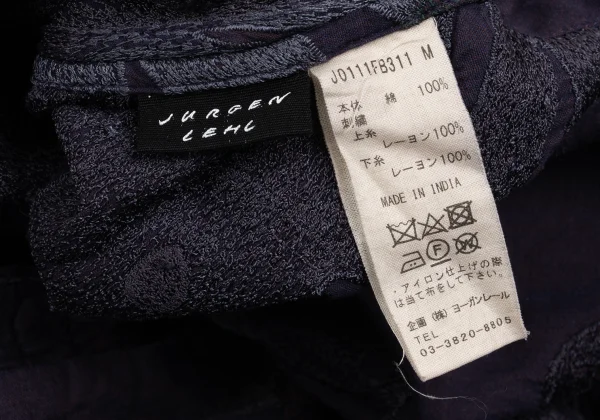 JURGEN
LEHL
J0111FB311 M
本体 綿 100%
刺繍
上糸 レーヨン100%
下糸 レーヨン100%
MADE IN INDIA
F
W
．アイロン仕上げの際
は当て布をして下さい。
企画（株）ヨーガンレール
TEL
03-3820-8805